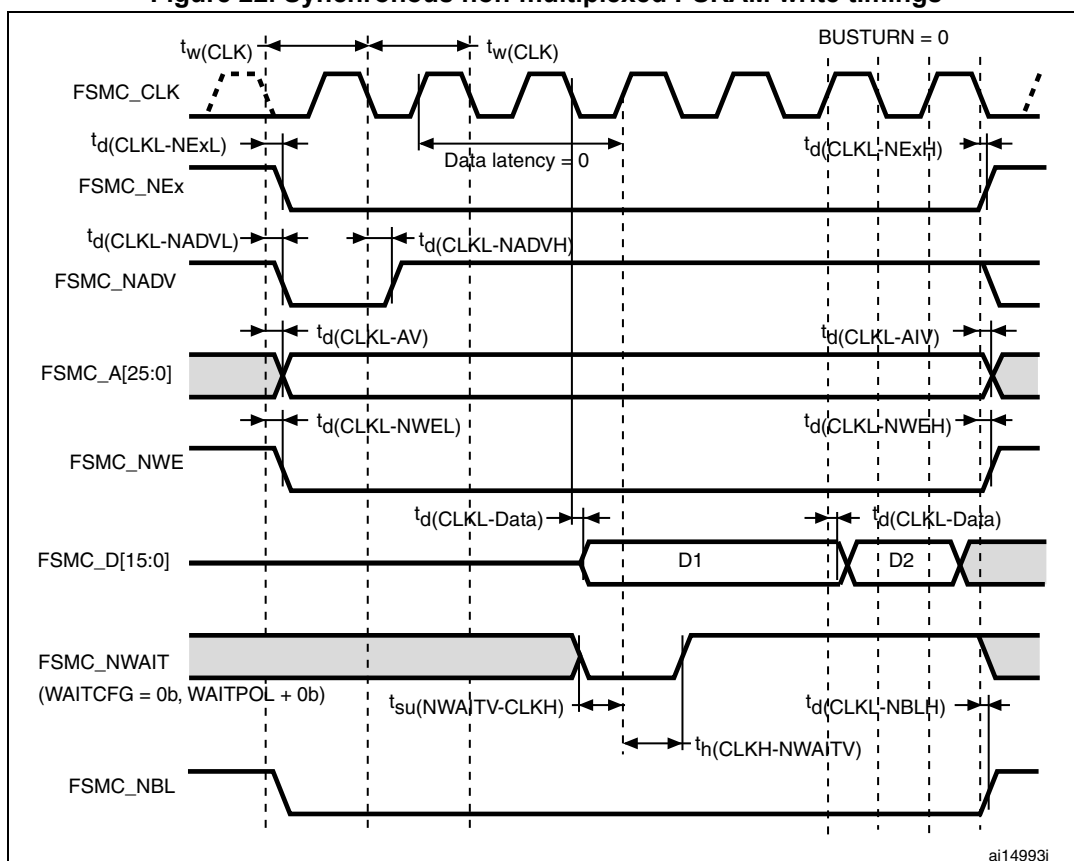 Figure 22. Synchronous non-multiplexed PSRAM write timings
BUSTURN = 0
tw(CLK)
tw(CLK)
FSMC_CLK
td(CLKL-NExL)
Data latency = 0
td(CLKL-NExH)
FSMC_NEx
td(CLKL-NADVL)
td(CLKL-NADVH)
FSMC_NADV
td(CLKL-AV)
td(CLKL-AIV)
FSMC_A[25:0]
td(CLKL-NWEL)
td(CLKL-NWEH)
FSMC_NWE
td(CLKL-Data)
td(CLKL-Data)
FSMC_D[15:0]
D1
D2
FSMC_NWAIT
(WAITCFG = 0b, WAITPOL + 0b)
tsu(NWAITV-CLKH)
td(CLKL-NBLH)
th(CLKH-NWAITV)
FSMC_NBL
ai14993j